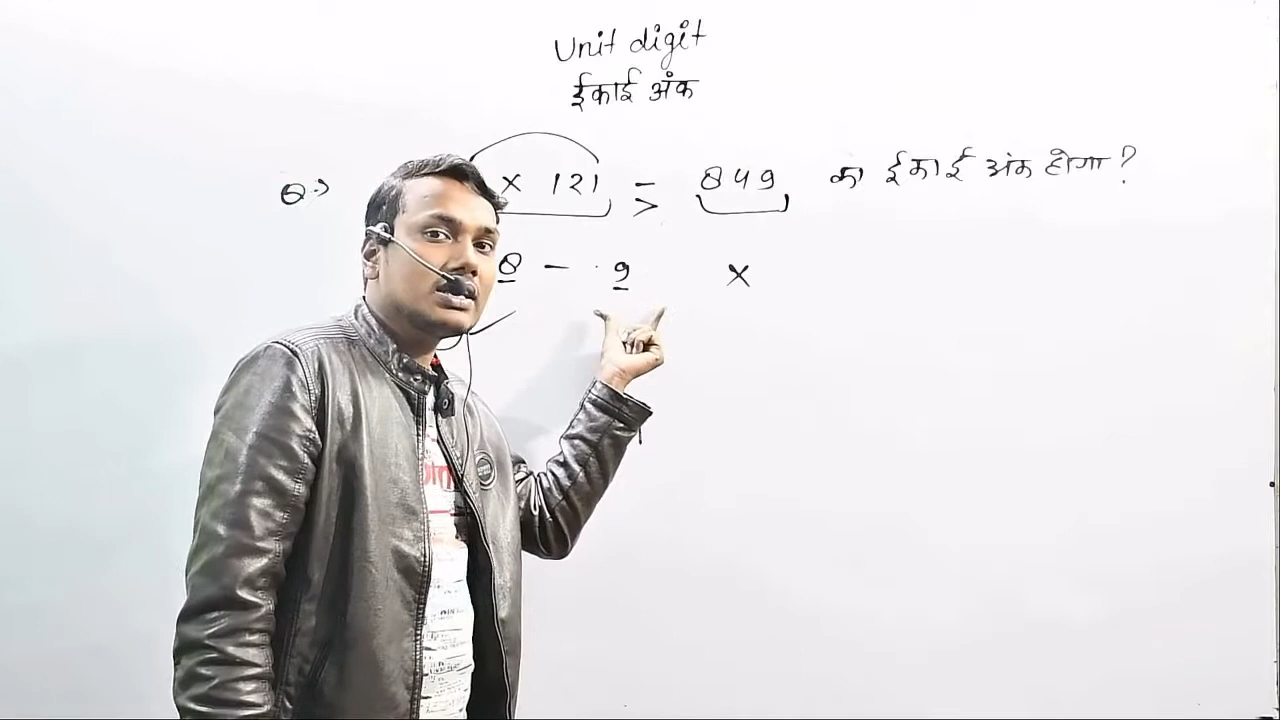 Unit digit
ईकाई अंक
Q.→ × 121 - 849 का ईकाई अंक होगा ?
>
8 - 9 ×